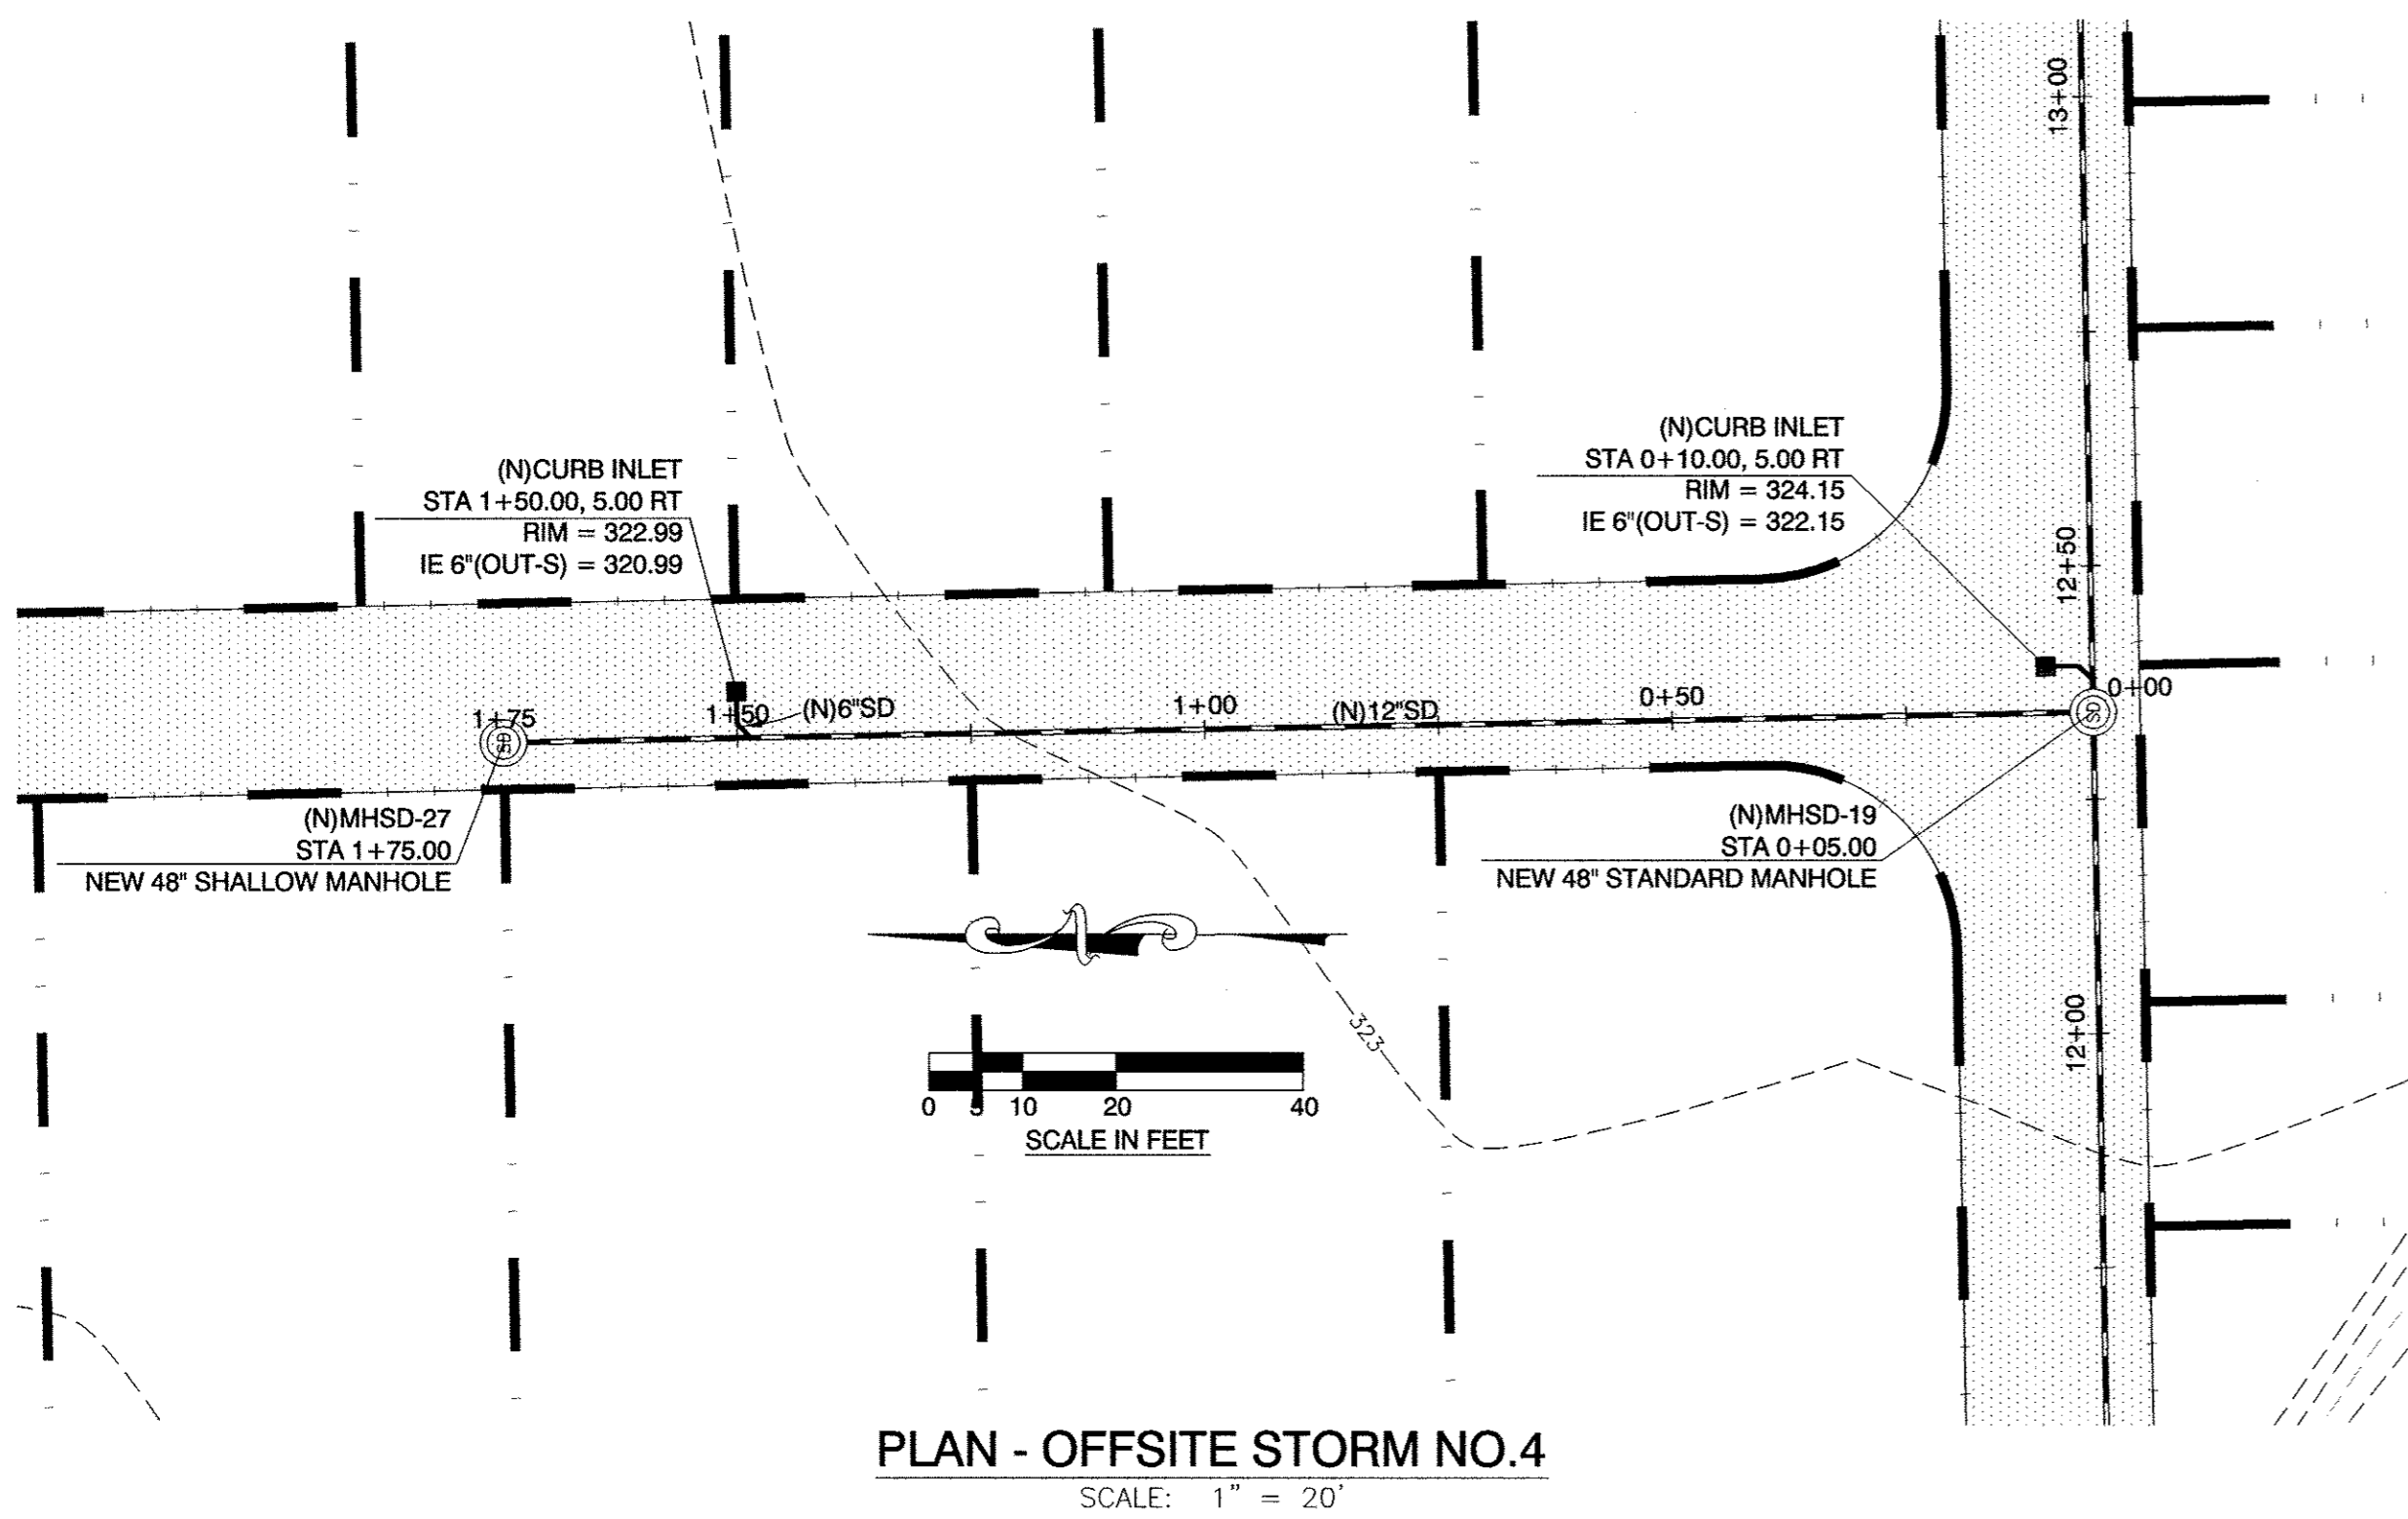 13+00
(N)CURB INLET
STA 0+10.00, 5.00 RT
RIM = 324.15
IE 6"(OUT-S) = 322.15
(N)CURB INLET
STA 1+50.00, 5.00 RT
RIM = 322.99
IE 6"(OUT-S) = 320.99
12+50
1+75
1+50
(N)6"SD
1+00
(N)12"SD
0+50
0+00
SD
SD
(N)MHSD-27
STA 1+75.00
NEW 48" SHALLOW MANHOLE
(N)MHSD-19
STA 0+05.00
NEW 48" STANDARD MANHOLE
323
12+00
0 5 10 20 40
SCALE IN FEET
PLAN - OFFSITE STORM NO.4
SCALE: 1" = 20'